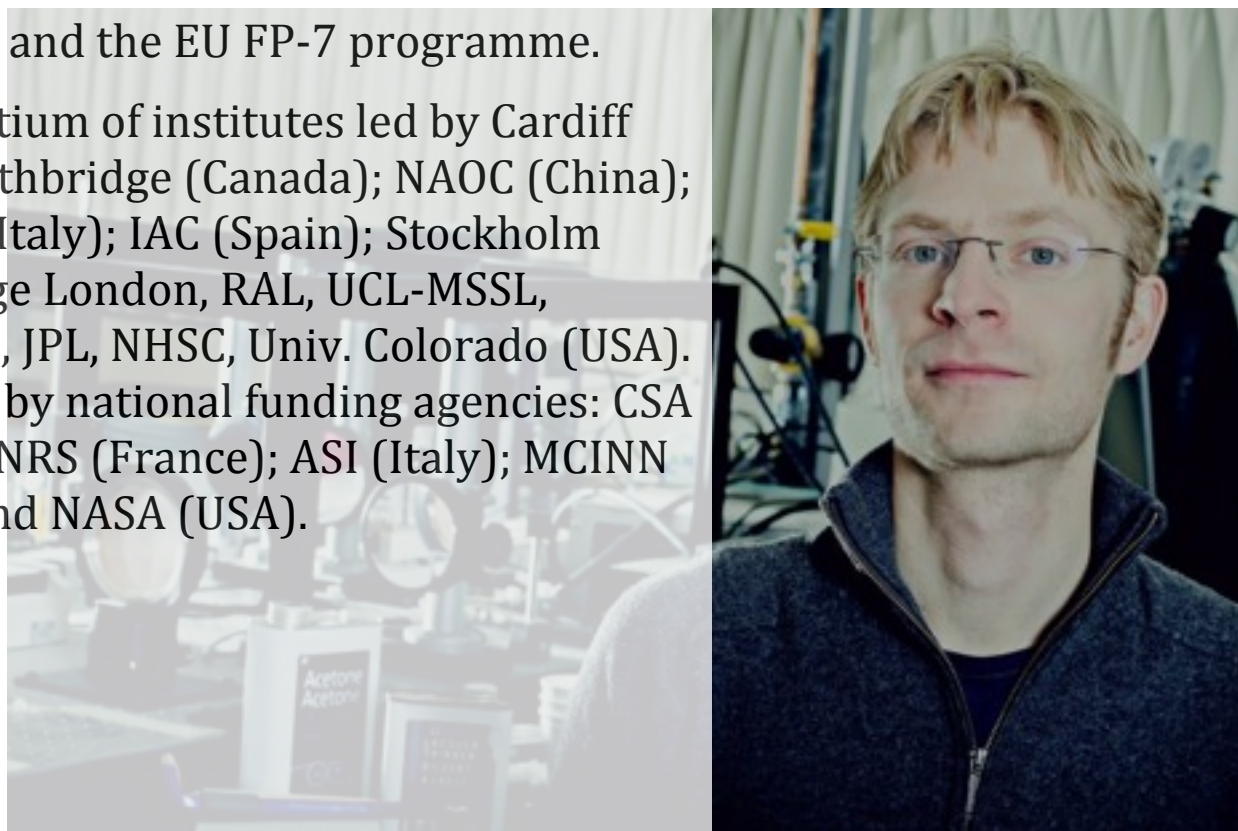 and the EU FP-7 programme.
tium of institutes led by Cardiff
thbridge (Canada); NAOC (China);
Italy); IAC (Spain); Stockholm
ge London, RAL, UCL-MSSL,
, JPL, NHSC, Univ. Colorado (USA).
by national funding agencies: CSA
NRS (France); ASI (Italy); MCINN
nd NASA (USA).
Acetone
Acetone